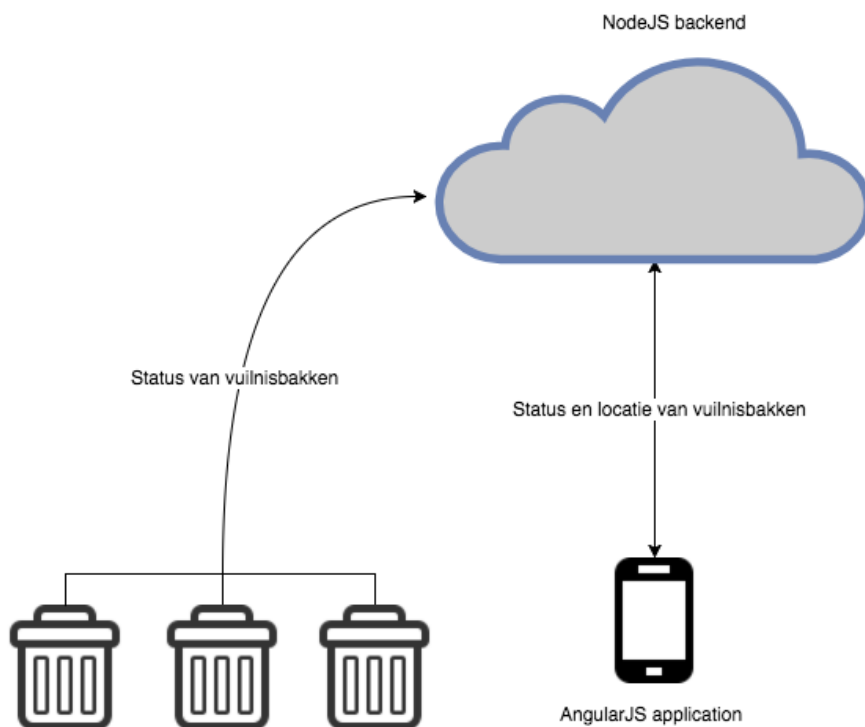 NodeJS backend
Status van vuilnisbakken
Status en locatie van vuilnisbakken
AngularJS application